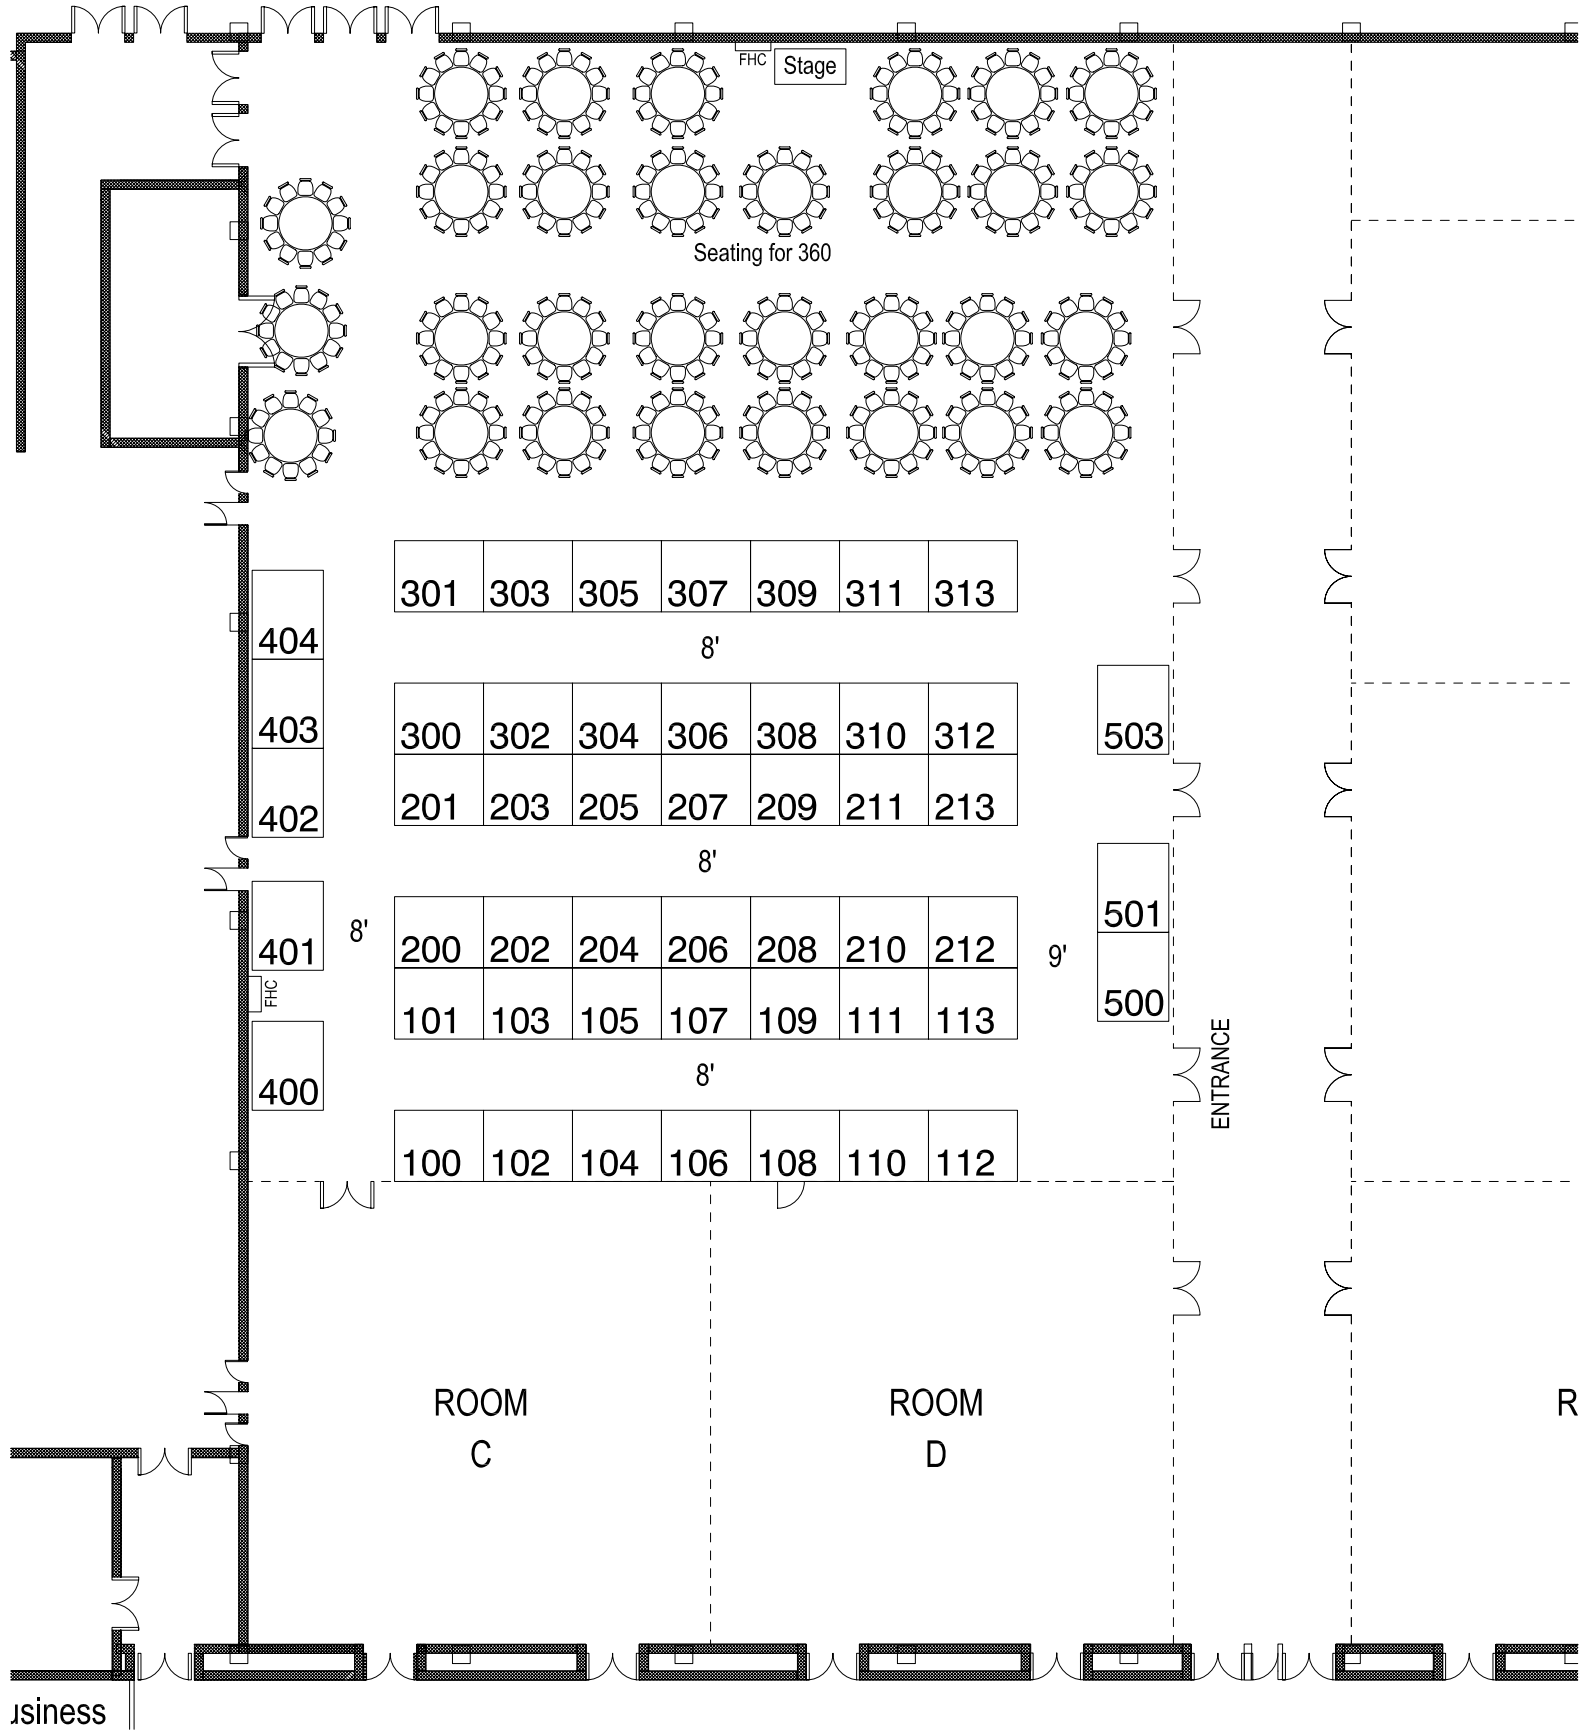 FHC
Stage
Seating for 360
301 303 305 307 309 311 313
404
8'
300 302 304 306 308 310 312
403
503
201 203 205 207 209 211 213
402
8'
501
200 202 204 206 208 210 212
401
8'
9'
FHC
500
101 103 105 107 109 111 113
ENTRANCE
8'
400
100 102 104 106 108 110 112
ROOM
C
ROOM
D
R
usiness